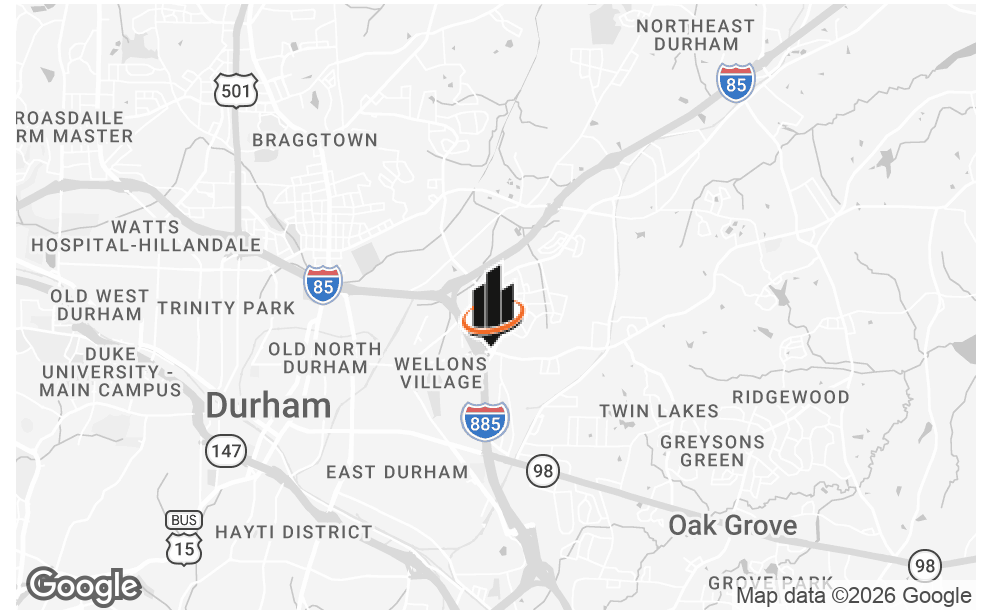 NORTHEAST
DURHAM
85
501
ROASDAILE
RM MASTER
BRAGGTOWN
WATTS
HOSPITAL-HILLANDALE
85
OLD WEST
DURHAM
TRINITY PARK
DUKE
UNIVERSITY -
MAIN CAMPUS
OLD NORTH
DURHAM
WELLONS
VILLAGE
Durham
885
TWIN LAKES
RIDGEWOOD
GREYSONS
GREEN
147
EAST DURHAM
98
BUS
15
HAYTI DISTRICT
Oak Grove
98
GROVE PARK
Google
Map data ©2026 Google